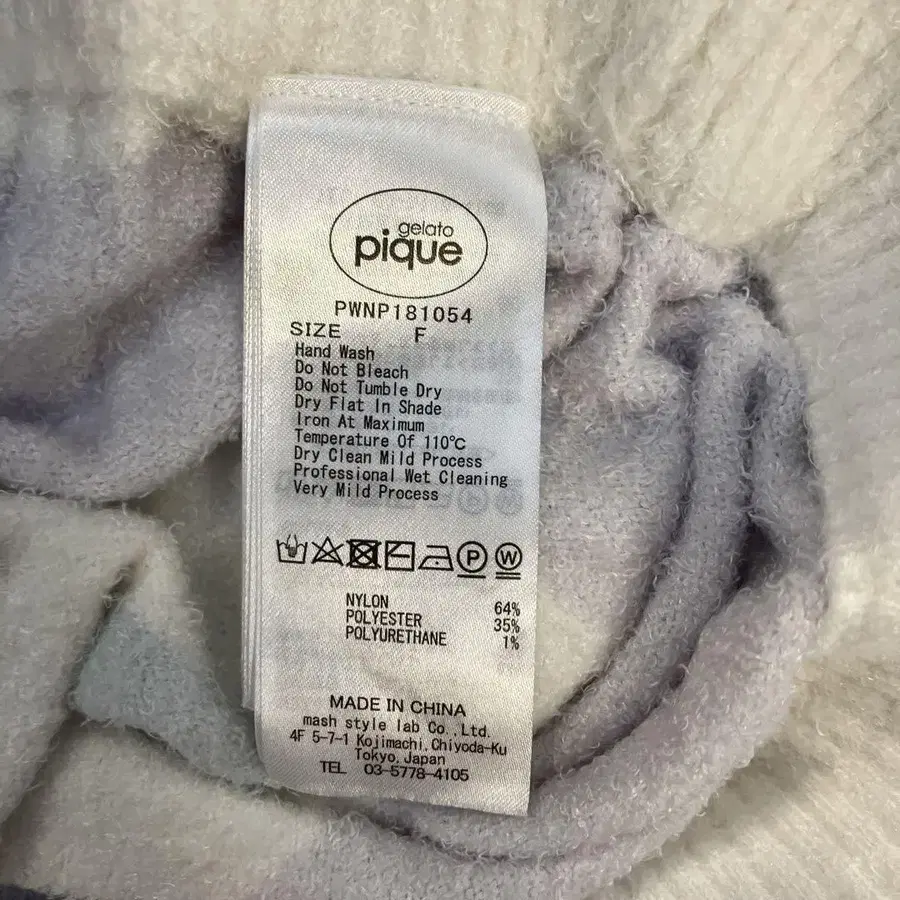 gelato
pique
PWNP181054
SIZE F
Hand Wash
Do Not Bleach
Do Not Tumble Dry
Dry Flat In Shade
Iron At Maximum
Temperature Of 110℃
Dry Clean Mild Process
Professional Wet Cleaning
Very Mild Process
P W
NYLON 64%
POLYESTER 35%
POLYURETHANE 1%
MADE IN CHINA
mash style lab Co.,Ltd.
4F 5-7-1 Kojimachi,Chiyoda-Ku
Tokyo,Japan
TEL 03-5778-4105